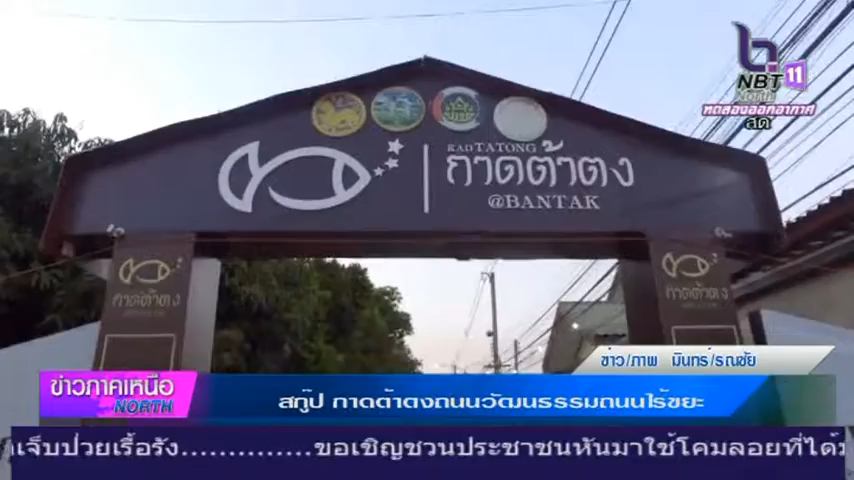 NBT 11
NORTH
ทดลองออกอากาศ
สด
KAD TATONG
กาดต้าตง
@BANTAK
กาดต้าตง
กาดต้าตง
ข่าว/ภาพ มินทร์/รณชัย
ข่าวภาคเหนือ
NORTH
สกู๊ป กาดต้าตงถนนวัฒนธรรมถนนไร้ขยะ
เจ็บป่วยเรื้อรัง...............ขอเชิญชวนประชาชนหันมาใช้โคมลอยที่ได้